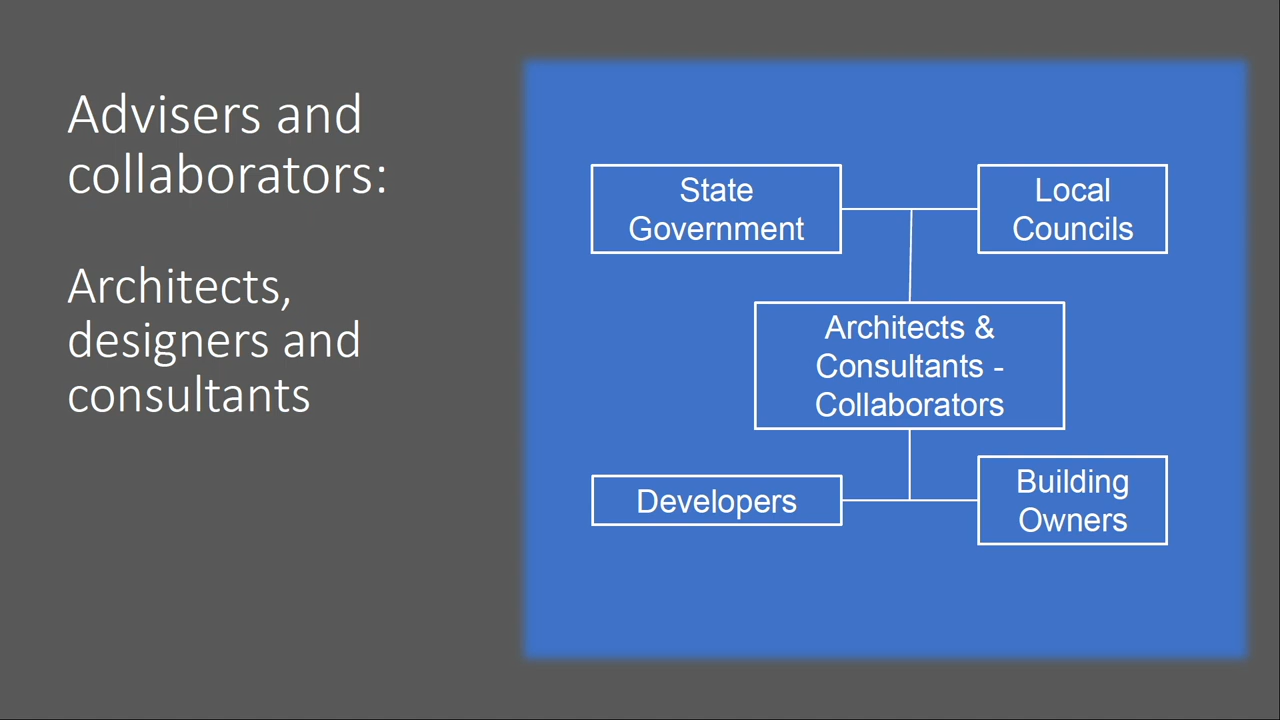 Advisers and
collaborators:
Architects,
designers and
consultants
State
Government
Local
Councils
Architects &
Consultants -
Collaborators
Developers
Building
Owners